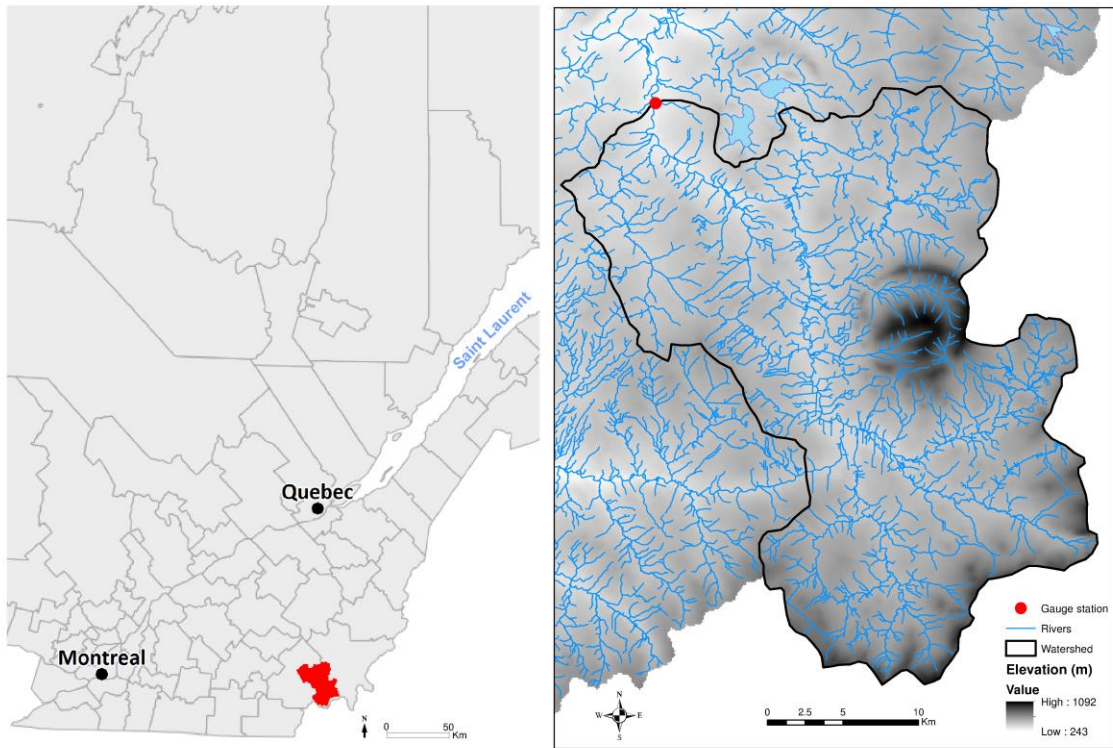 Saint Laurent
Quebec
Montreal
N
0 50
Km
Gauge station
Rivers
Watershed
Elevation (m)
Value
High : 1092
Low : 243
N
W E
S
0 2.5 5 10
Km